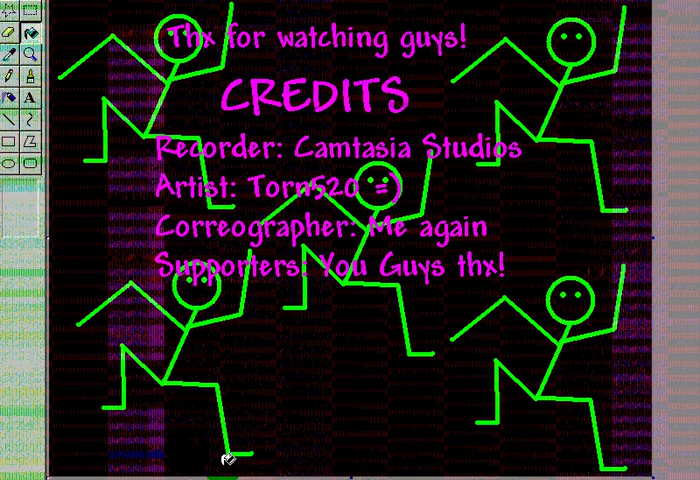 Thx for watching guys!
CREDITS
Recorder: Camtasia Studios
Artist: Torn520 =)
Correographer: Me again
Supporters: You Guys thx!